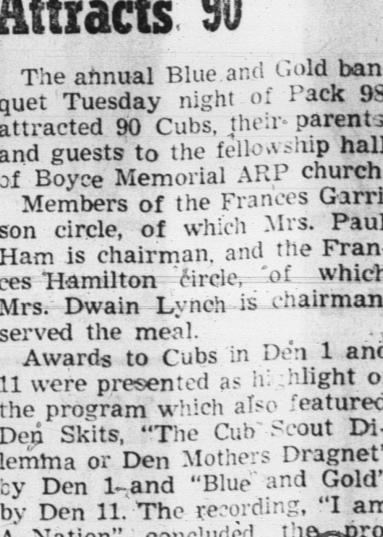 Attracts 90
The annual Blue and Gold ban-
quet Tuesday night of Pack 98
attracted 90 Cubs, their parents
and guests to the fellowship hall
of Boyce Memorial ARP church.
Members of the Frances Garri-
son circle, of which Mrs. Paul
Ham is chairman, and the Fran-
ces Hamilton circle, of which
Mrs. Dwain Lynch is chairman
served the meal.
Awards to Cubs in Den 1 and
11 were presented as highlight of
the program which also featured
Den Skits, "The Cub Scout Di-
lemma or Den Mothers Dragnet"
by Den 1 and "Blue and Gold"
by Den 11. The recording, "I am
A Nation" concluded the pro-